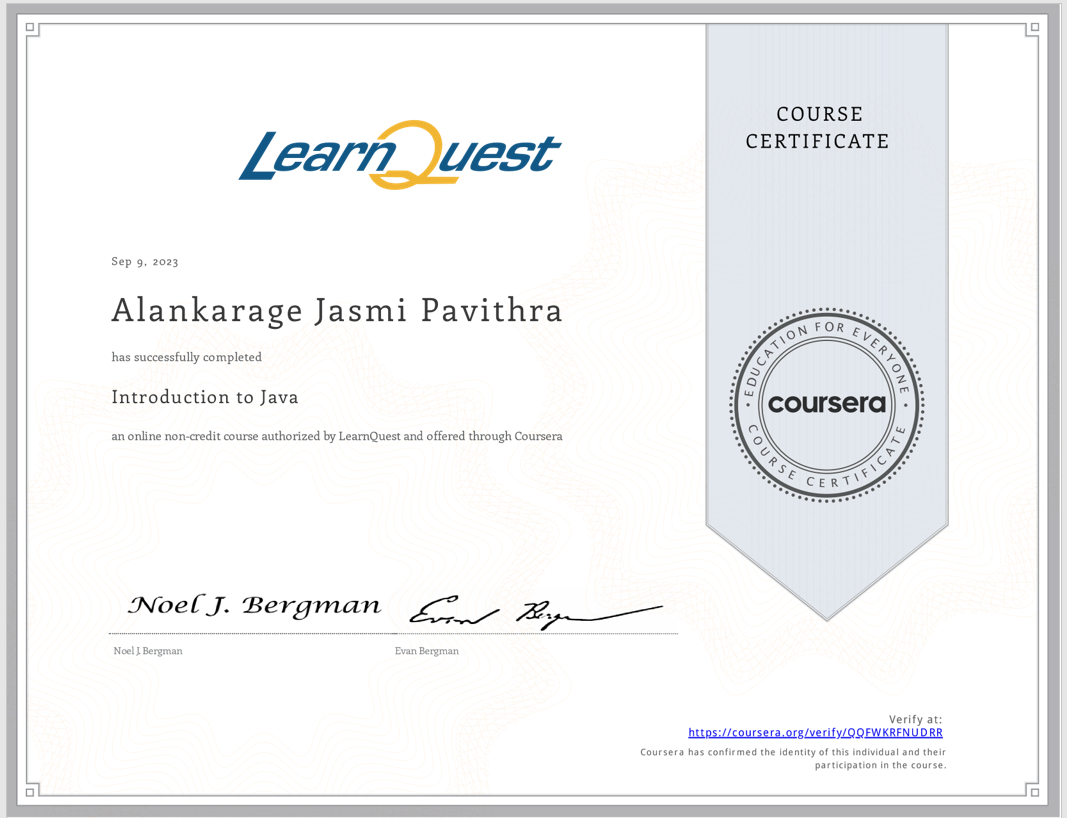 COURSE
CERTIFICATE
LearnQuest
Sep 9, 2023
Alankarage Jasmi Pavithra
has successfully completed
Introduction to Java
an online non-credit course authorized by LearnQuest and offered through Coursera
EDUCATION FOR EVERYONE
coursera
COURSE CERTIFICATE
Noel J. Bergman
Evan Bergman
Noel J. Bergman
Evan Bergman
Verify at:
https://coursera.org/verify/QQFWKRFNUDRR
Coursera has confirmed the identity of this individual and their
participation in the course.